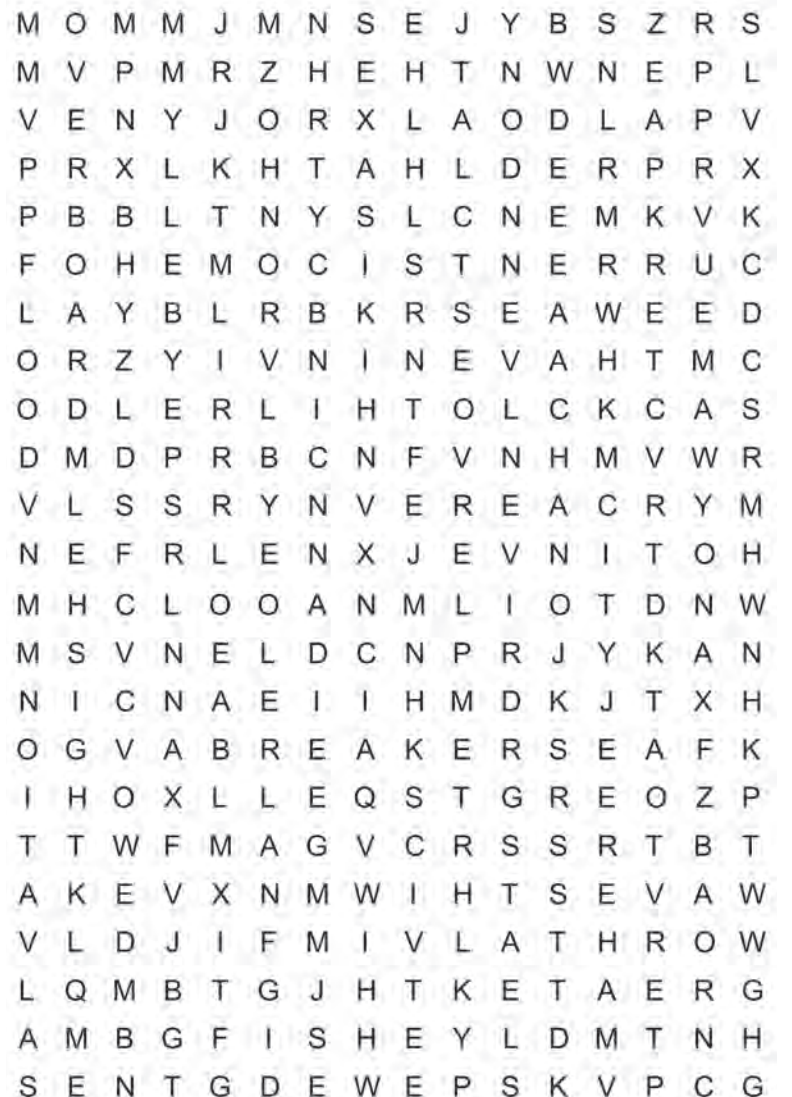 M O M M J M N S E J Y B S Z R S
M V P M R Z H E H T N W N E P L
V E N Y J O R X L A O D L A P V
P R X L K H T A H L D E R P R X
P B B L T N Y S L C N E M K V K
F O H E M O C I S T N E R R U C
L A Y B L R B K R S E A W E E D
O R Z Y I V N I N E V A H T M C
O D L E R L I H T O L C K C A S
D M D P R B C N F V N H M V W R
V L S S R Y N V E R E A C R Y M
N E F R L E N X J E V N I T O H
M H C L O O A N M L I O T D N W
M S V N E L D C N P R J Y K A N
N I C N A E I I H M D K J T X H
O G V A B R E A K E R S E A F K
I H O X L L E Q S T G R E O Z P
T T W F M A G V C R S S R T B T
A K E V X N M W I H T S E V A W
V L D J I F M I V L A T H R O W
L Q M B T G J H T K E T A E R G
A M B G F I S H E Y L D M T N H
S E N T G D E W E P S K V P C G